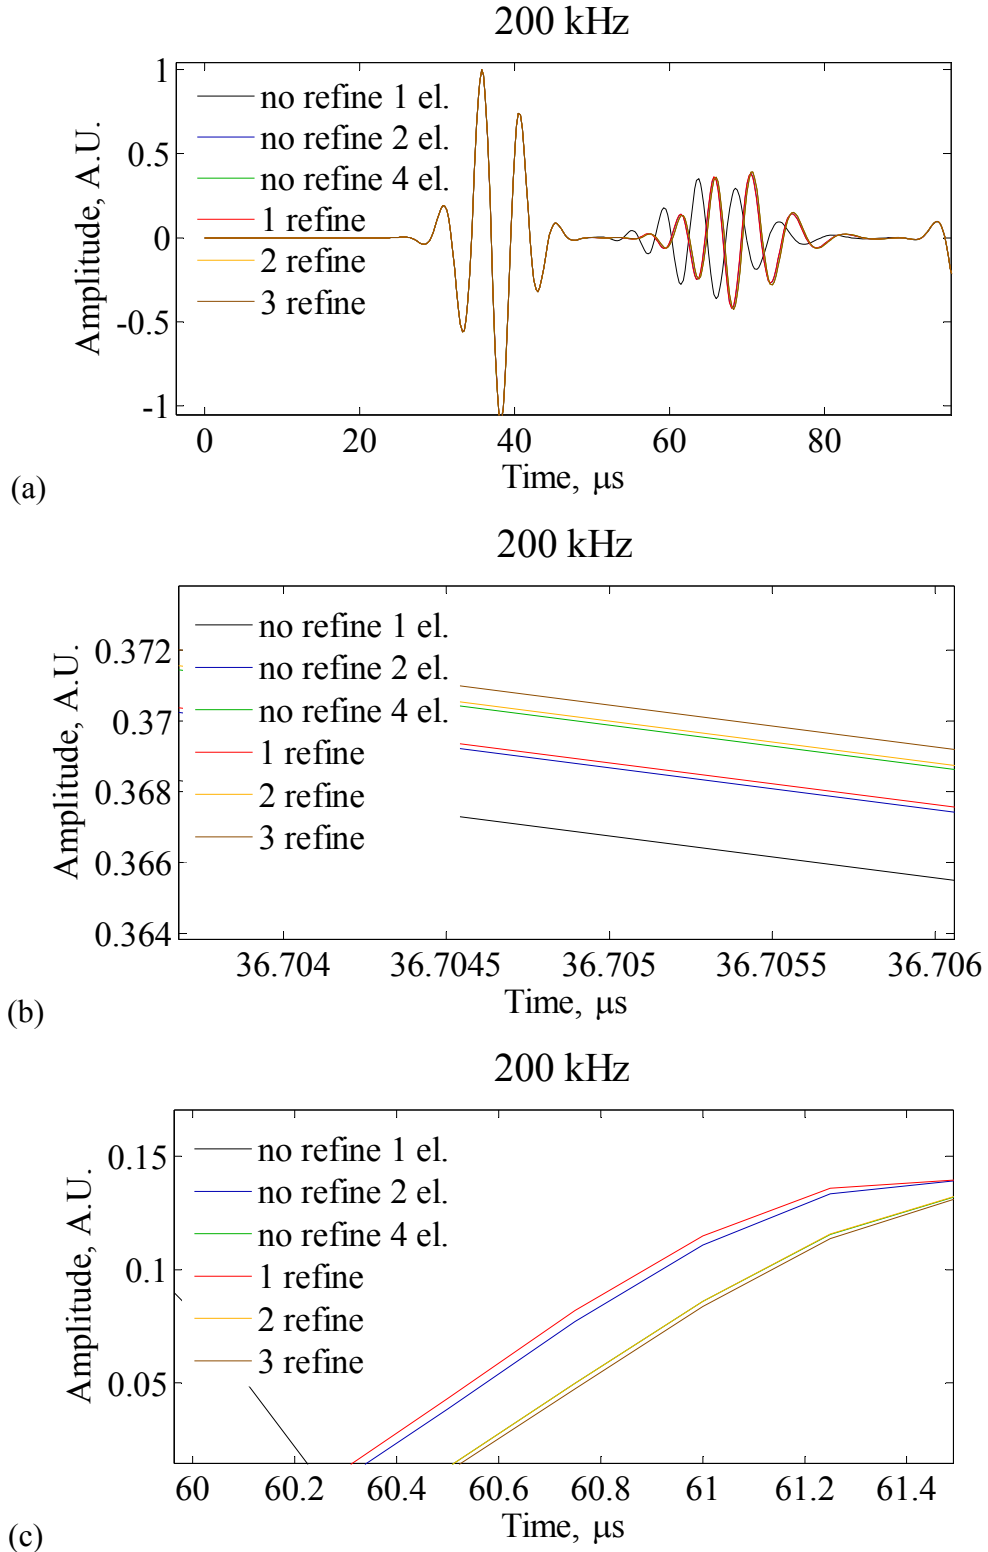 200 kHz
Amplitude, A.U.
1
0.5
0
-0.5
-1
no refine 1 el.
no refine 2 el.
no refine 4 el.
1 refine
2 refine
3 refine
0 20 40 60 80
Time, μs
(a)
200 kHz
Amplitude, A.U.
0.372
0.37
0.368
0.366
0.364
no refine 1 el.
no refine 2 el.
no refine 4 el.
1 refine
2 refine
3 refine
36.704 36.7045 36.705 36.7055 36.706
Time, μs
(b)
200 kHz
Amplitude, A.U.
0.15
0.1
0.05
no refine 1 el.
no refine 2 el.
no refine 4 el.
1 refine
2 refine
3 refine
60 60.2 60.4 60.6 60.8 61 61.2 61.4
Time, μs
(c)